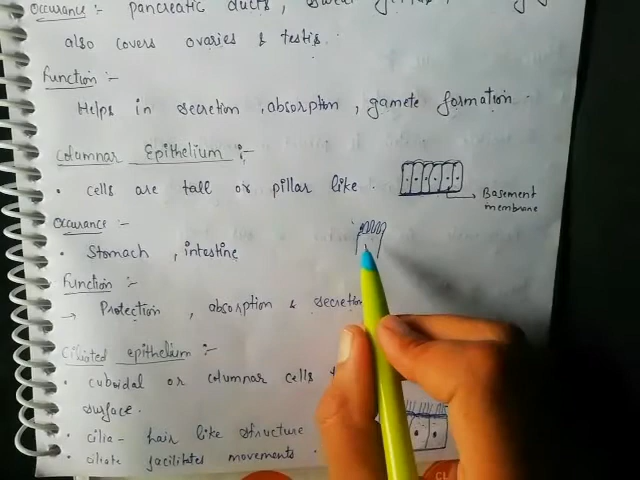 Occurance :- pancreatic ducts, sweat
also covers ovaries & testis.
Function :-
Helps in secretion, absorption, gamete formation.
Columnar Epithelium :-
• cells are tall or pillar like.
Basement
membrane
Occurance :-
• Stomach, intestine
Function :-
→ Protection, absorption & secretion
Ciliated epithelium :-
• cuboidal or columnar cells
surface.
• cilia - hair like structure
• ciliate facilitated movements.